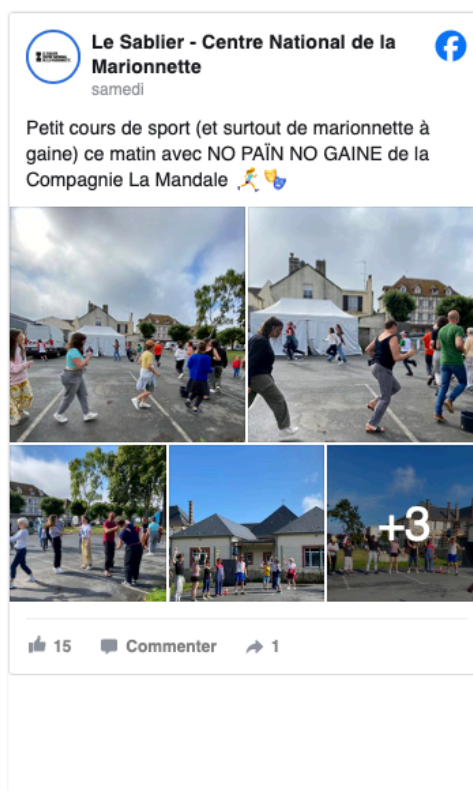 Le Sablier - Centre National de la
Marionnette
samedi
Petit cours de sport (et surtout de marionnette à
gaine) ce matin avec NO PAÏN NO GAINE de la
Compagnie La Mandale 🏃‍♀️🎭
+3
15 Commenter 1